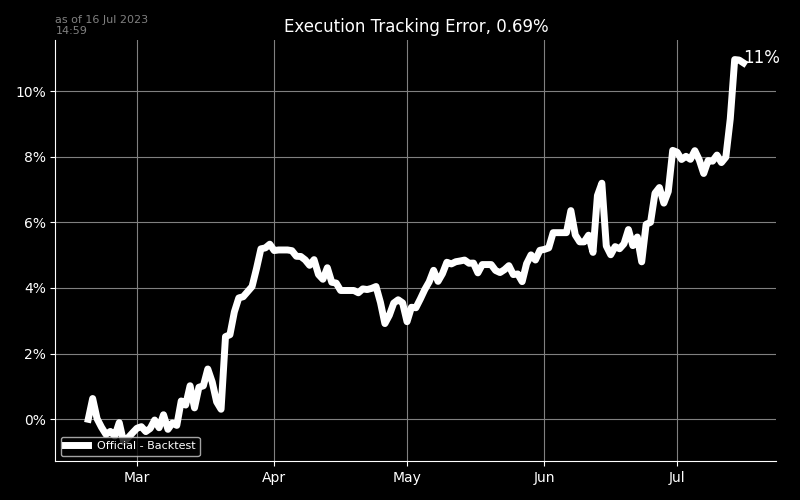 as of 16 Jul 2023
14:59
Execution Tracking Error, 0.69%
11%
10%
8%
6%
4%
2%
0%
Official - Backtest
Mar
Apr
May
Jun
Jul